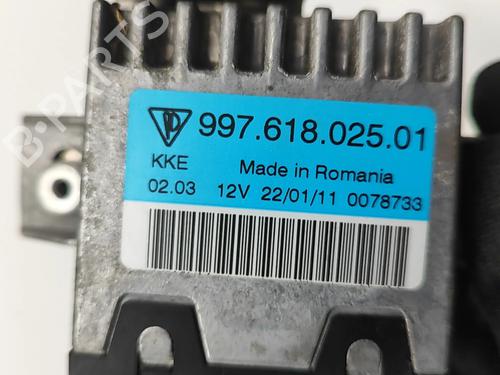 B-PARTS
997.618.025.01
KKE Made in Romania
02.03 12V 22/01/11 0078733